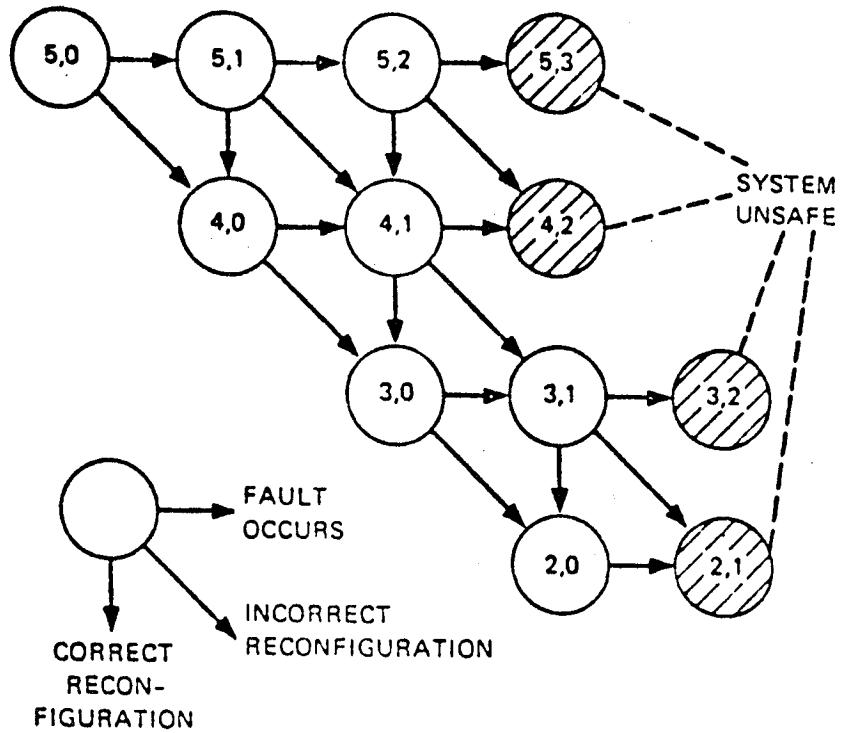 5,0
5,1
5,2
5,3
SYSTEM
UNSAFE
4,0
4,1
4,2
3,0
3,1
3,2
FAULT
OCCURS
2,0
2,1
INCORRECT
RECONFIGURATION
CORRECT
RECON-
FIGURATION